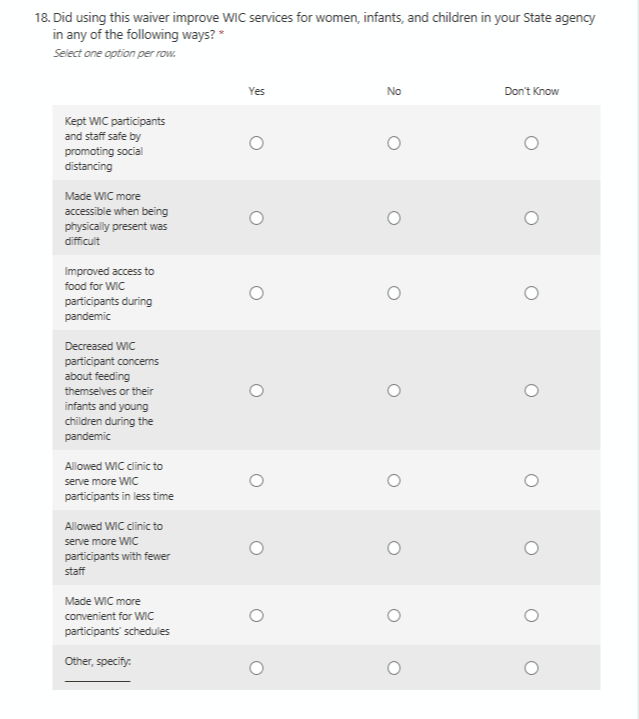 18. Did using this waiver improve WIC services for women, infants, and children in your State agency
in any of the following ways? *
Select one option per row.
Yes No Don't Know
Kept WIC participants
and staff safe by
promoting social
distancing
Made WIC more
accessible when being
physically present was
difficult
Improved access to
food for WIC
participants during
pandemic
Decreased WIC
participant concerns
about feeding
themselves or their
infants and young
children during the
pandemic
Allowed WIC clinic to
serve more WIC
participants in less time
Allowed WIC clinic to
serve more WIC
participants with fewer
staff
Made WIC more
convenient for WIC
participants' schedules
Other, specify: